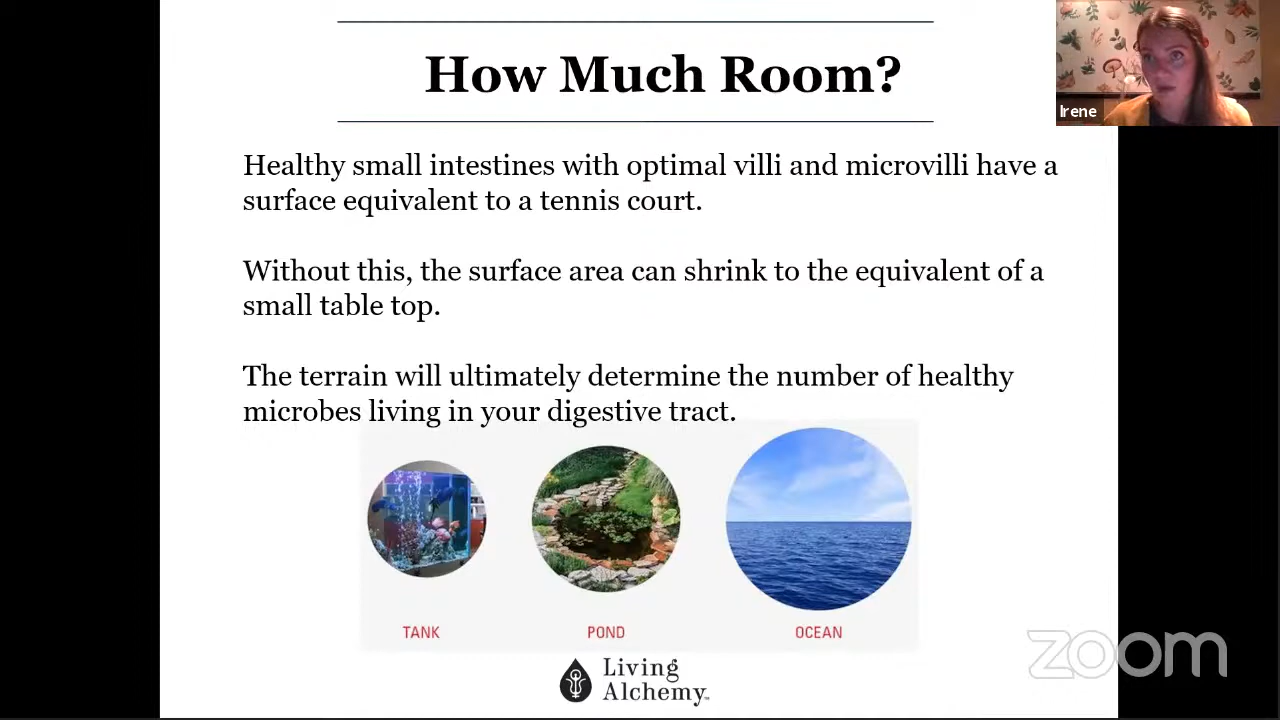 How Much Room?
Irene
Healthy small intestines with optimal villi and microvilli have a
surface equivalent to a tennis court.
Without this, the surface area can shrink to the equivalent of a
small table top.
The terrain will ultimately determine the number of healthy
microbes living in your digestive tract.
TANK
POND
OCEAN
Living
Alchemy™
zoom